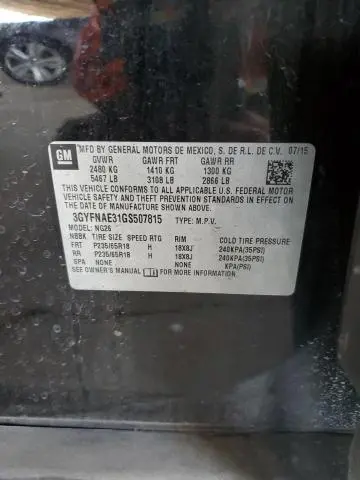 GM
MFD BY GENERAL MOTORS DE MEXICO, S. DE R.L. DE C.V. 07/15
GVWR GAWR FRT GAWR RR
2480 KG 1410 KG 1300 KG
5467 LB 3108 LB 2866 LB
THIS VEHICLE CONFORMS TO ALL APPLICABLE U.S. FEDERAL MOTOR
VEHICLE SAFETY, BUMPER, AND THEFT PREVENTION STANDARDS IN
EFFECT ON THE DATE OF MANUFACTURE SHOWN ABOVE.
3GYFNAE31GS507815 TYPE: M.P.V.
MODEL: NG26
NBBK TIRE SIZE SPEED RTG RIM COLD TIRE PRESSURE
FRT P235/65R18 H 18X8J 240KPA(35PSI)
RR P235/65R18 H 18X8J 240KPA(35PSI)
SPA NONE NONE KPA(PSI)
SEE OWNER'S MANUAL FOR MORE INFORMATION.